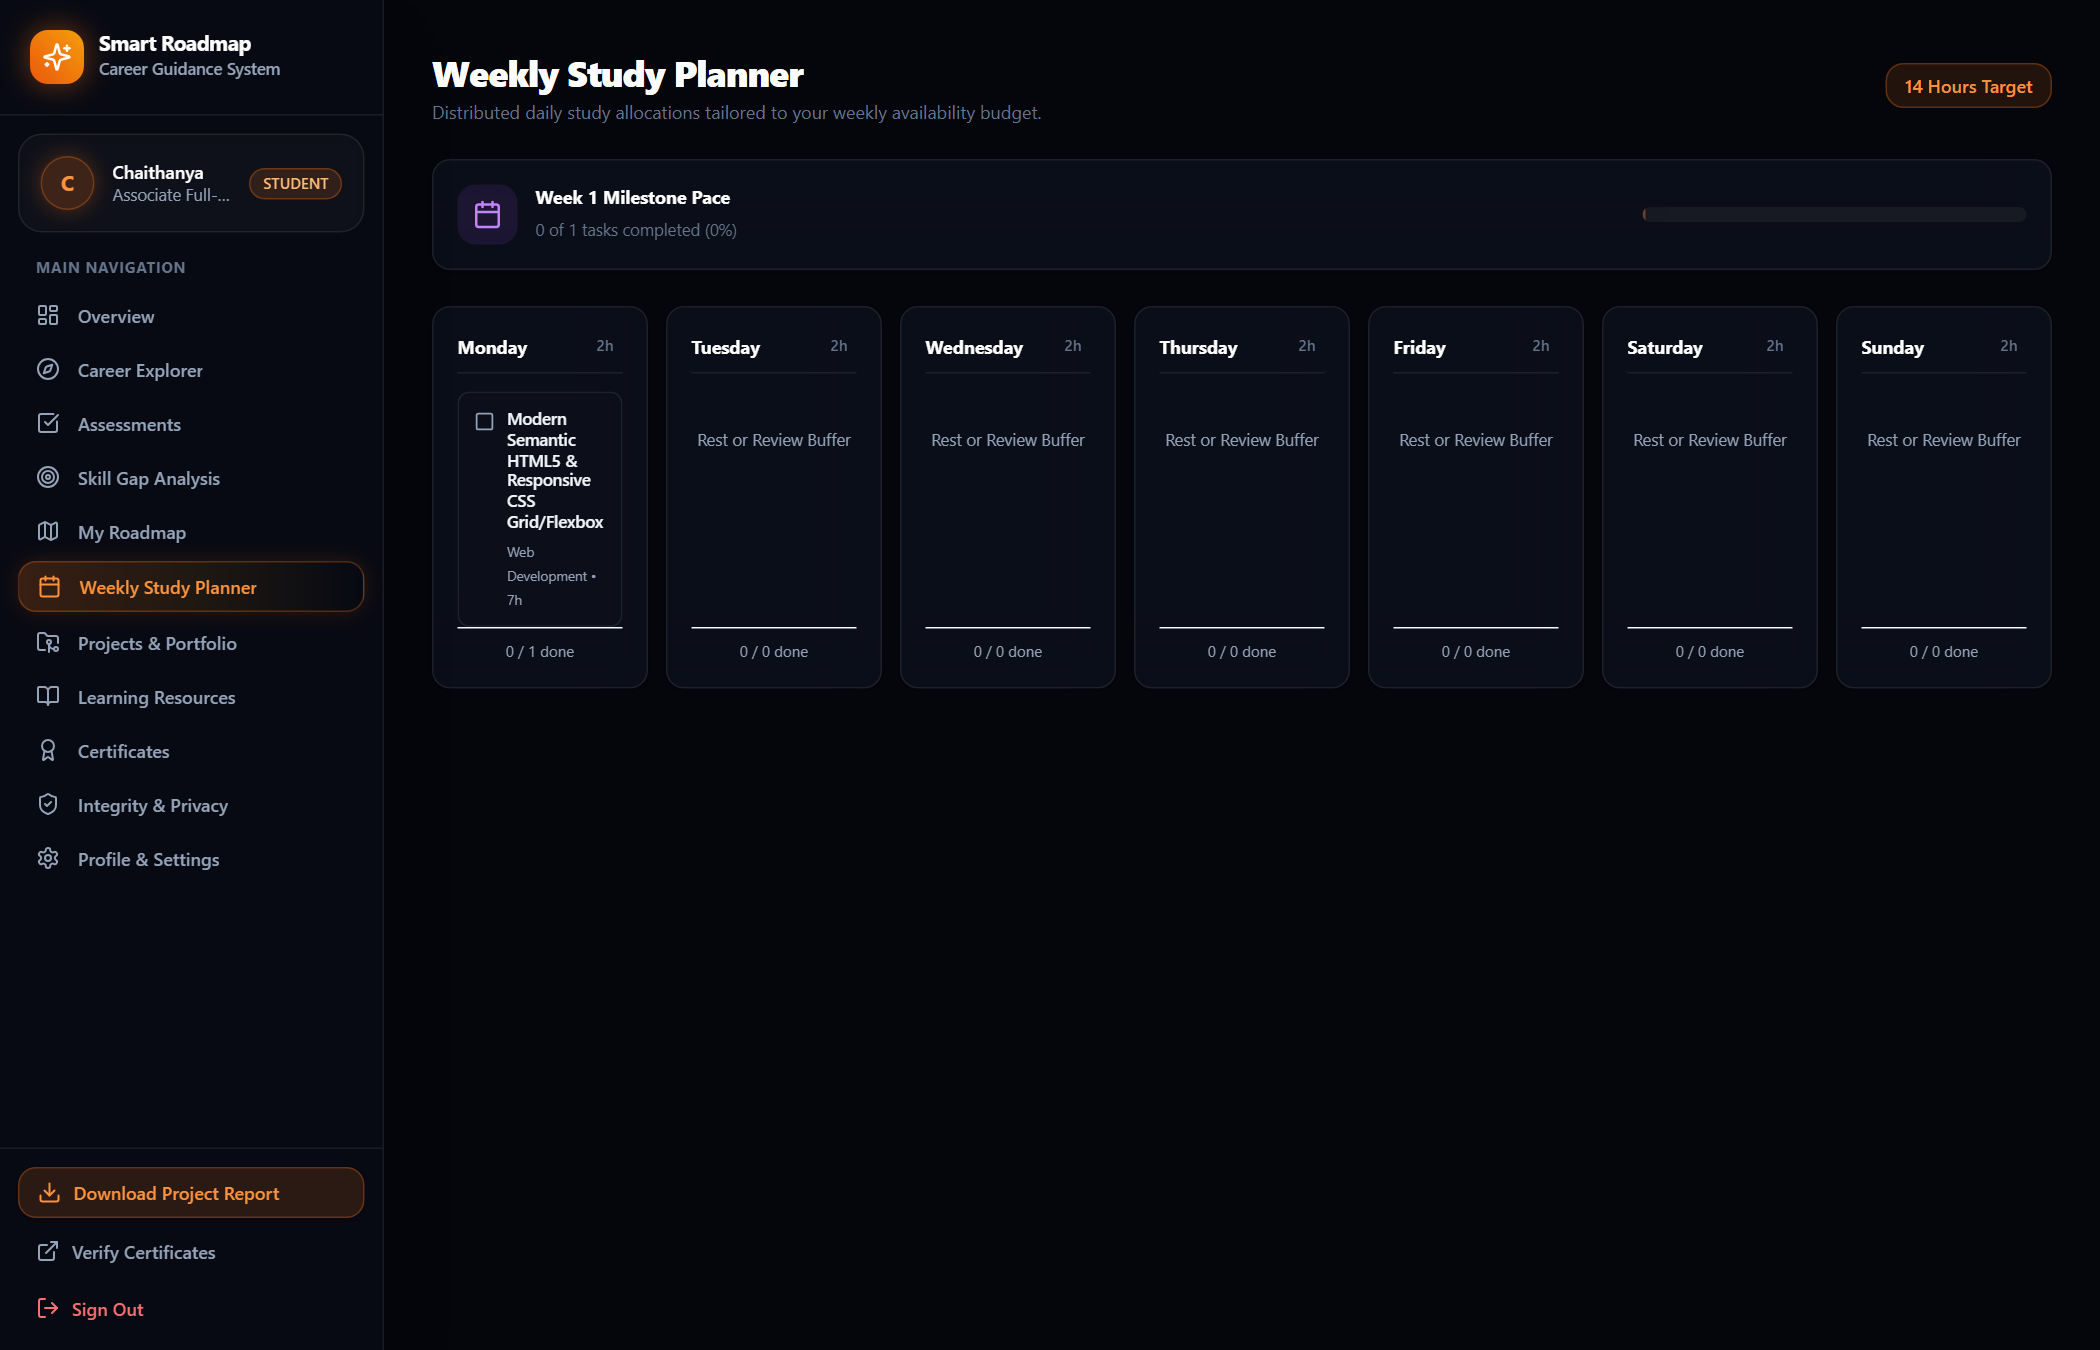 Smart Roadmap
Career Guidance System
C
Chaithanya
Associate Full-...
STUDENT
MAIN NAVIGATION
Overview
Career Explorer
Assessments
Skill Gap Analysis
My Roadmap
Weekly Study Planner
Projects & Portfolio
Learning Resources
Certificates
Integrity & Privacy
Profile & Settings
Download Project Report
Verify Certificates
Sign Out
Weekly Study Planner
Distributed daily study allocations tailored to your weekly availability budget.
14 Hours Target
Week 1 Milestone Pace
0 of 1 tasks completed (0%)
Monday 2h
Modern
Semantic
HTML5 &
Responsive
CSS
Grid/Flexbox
Web
Development •
7h
0 / 1 done
Tuesday 2h
Rest or Review Buffer
0 / 0 done
Wednesday 2h
Rest or Review Buffer
0 / 0 done
Thursday 2h
Rest or Review Buffer
0 / 0 done
Friday 2h
Rest or Review Buffer
0 / 0 done
Saturday 2h
Rest or Review Buffer
0 / 0 done
Sunday 2h
Rest or Review Buffer
0 / 0 done